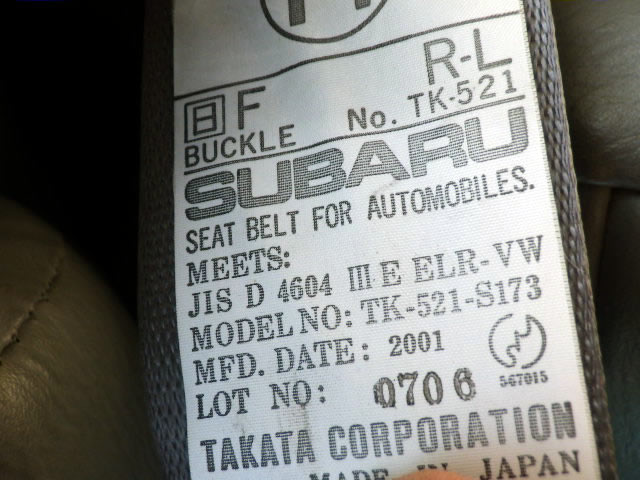 R-L
日 F
No. TK-521
BUCKLE
SUBARU
SEAT BELT FOR AUTOMOBILES.
MEETS:
JIS D 4604 III E ELR-VW
MODEL NO: TK-521-S173
MFD. DATE: 2001
LOT NO: 0706
567015
TAKATA CORPORATION
MADE IN JAPAN